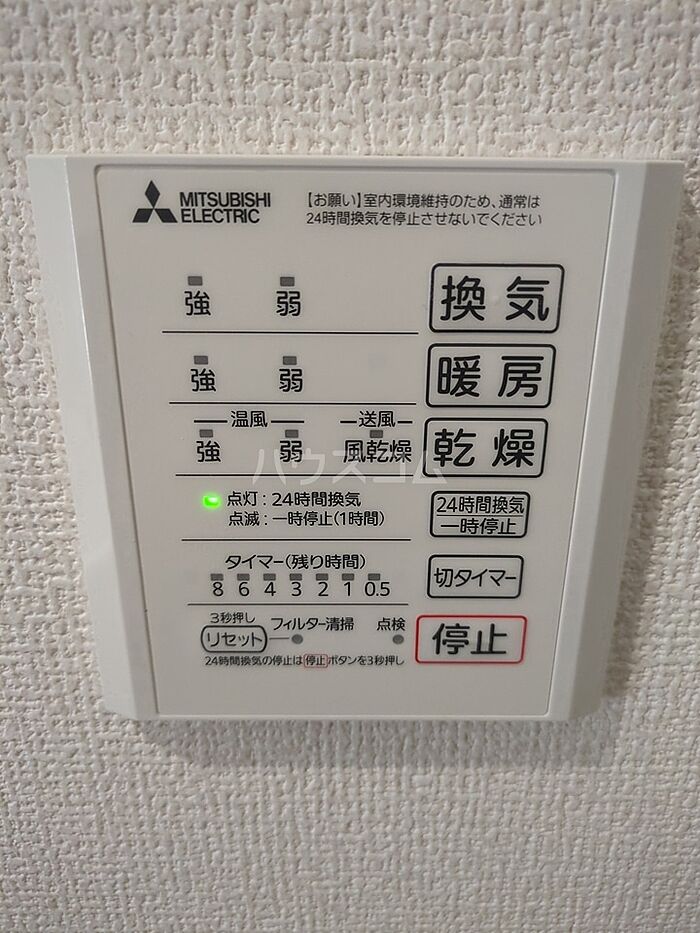 MITSUBISHI
ELECTRIC
【お願い】室内環境維持のため、通常は
24時間換気を停止させないでください
強 弱 換気
強 弱 暖房
温風 送風
強 弱 風乾燥 乾燥
ハウスコム
点灯:24時間換気
点滅:一時停止(1時間)
24時間換気
一時停止
タイマー(残り時間)
8 6 4 3 2 1 0.5
切タイマー
3秒押し
リセット フィルター清掃 点検
停止
24時間換気の停止は停止ボタンを3秒押し